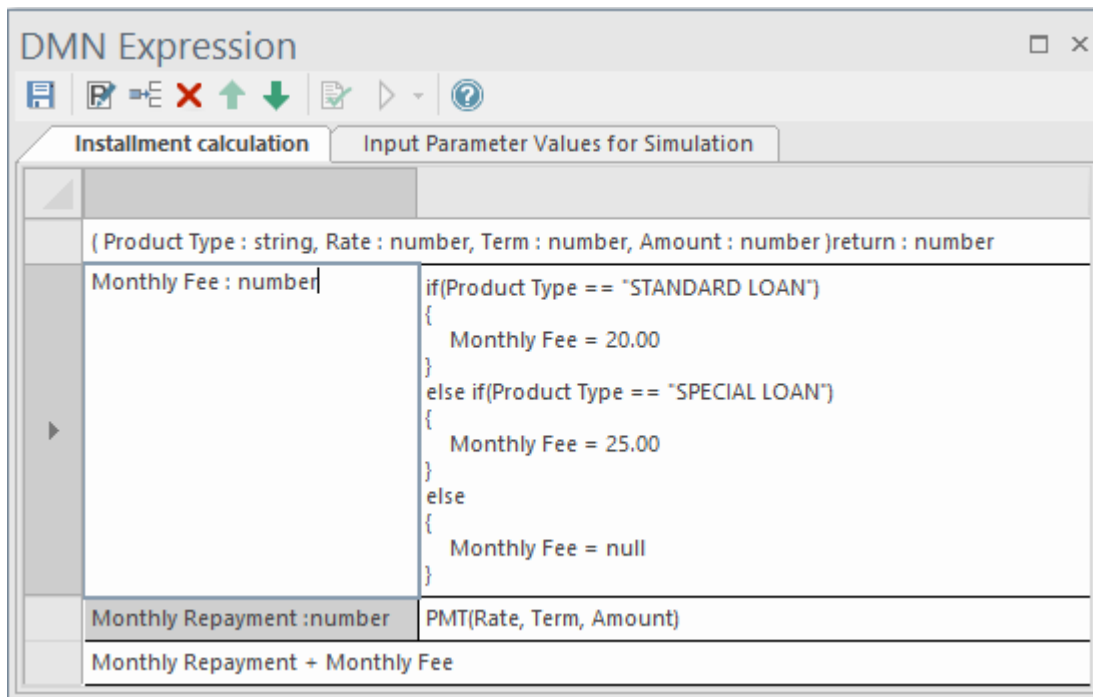 DMN Expression
Installment calculation
Input Parameter Values for Simulation
( Product Type : string, Rate : number, Term : number, Amount : number )return : number
Monthly Fee : number
if(Product Type == "STANDARD LOAN")
{
Monthly Fee = 20.00
}
else if(Product Type == "SPECIAL LOAN")
{
Monthly Fee = 25.00
}
else
{
Monthly Fee = null
}
Monthly Repayment :number
PMT(Rate, Term, Amount)
Monthly Repayment + Monthly Fee